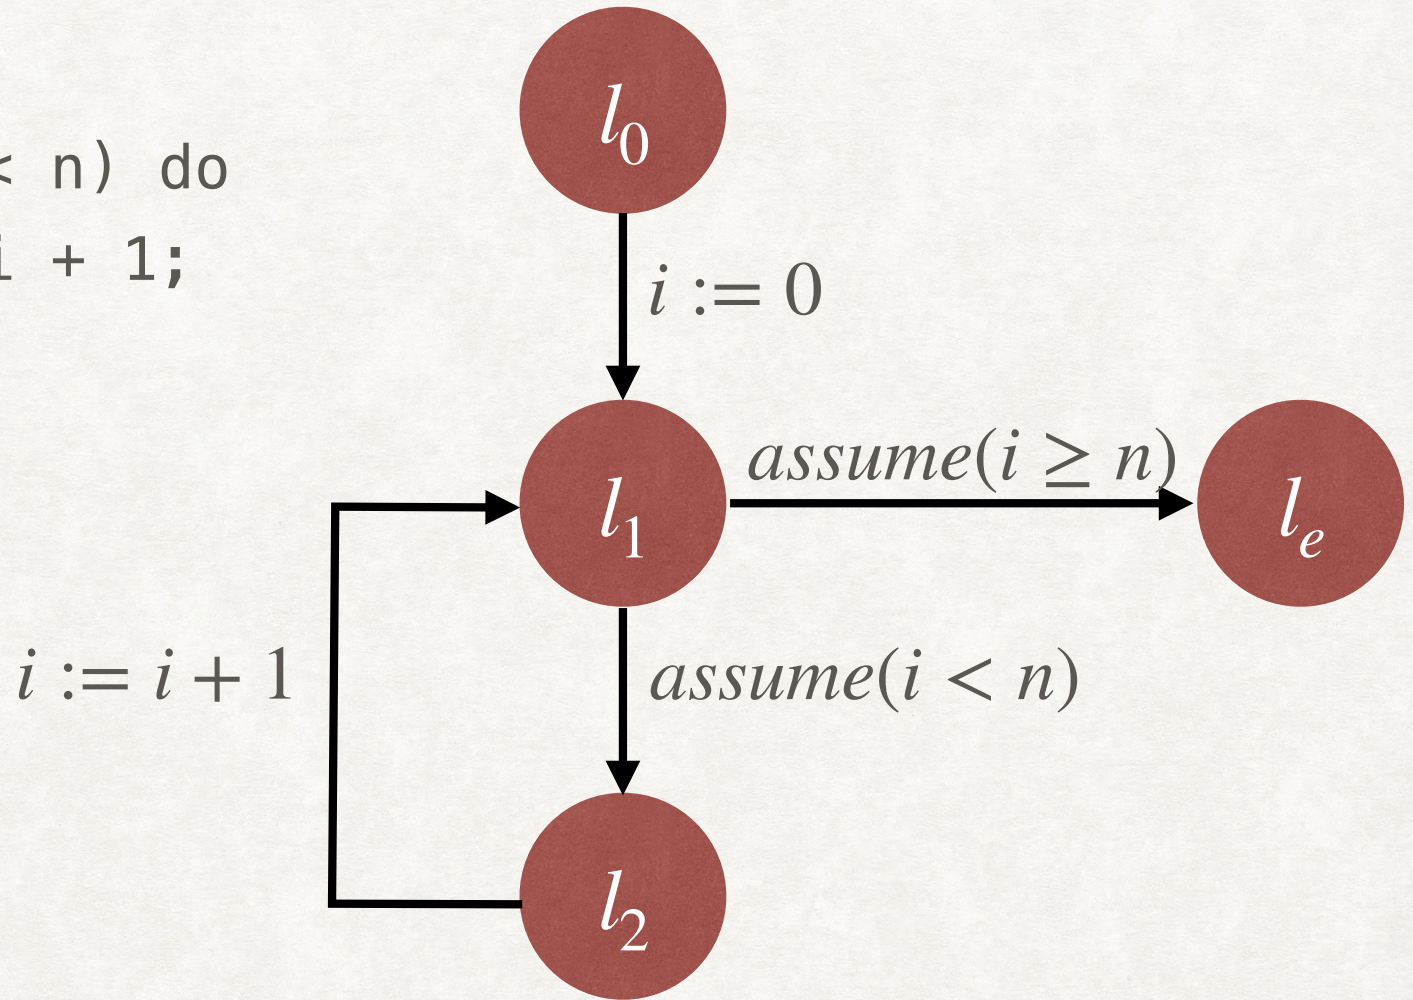 l₀
< n) do
i + 1;
i := 0
assume(i ≥ n)
l₁
lₑ
i := i + 1
assume(i < n)
l₂